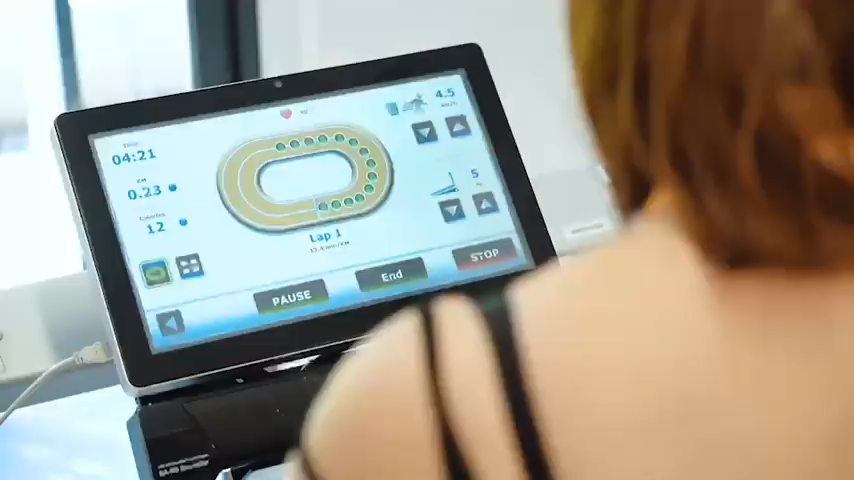 Time
04:21
KM
0.23
Calories
12
4.5
5
Lap 1
PAUSE
End
STOP